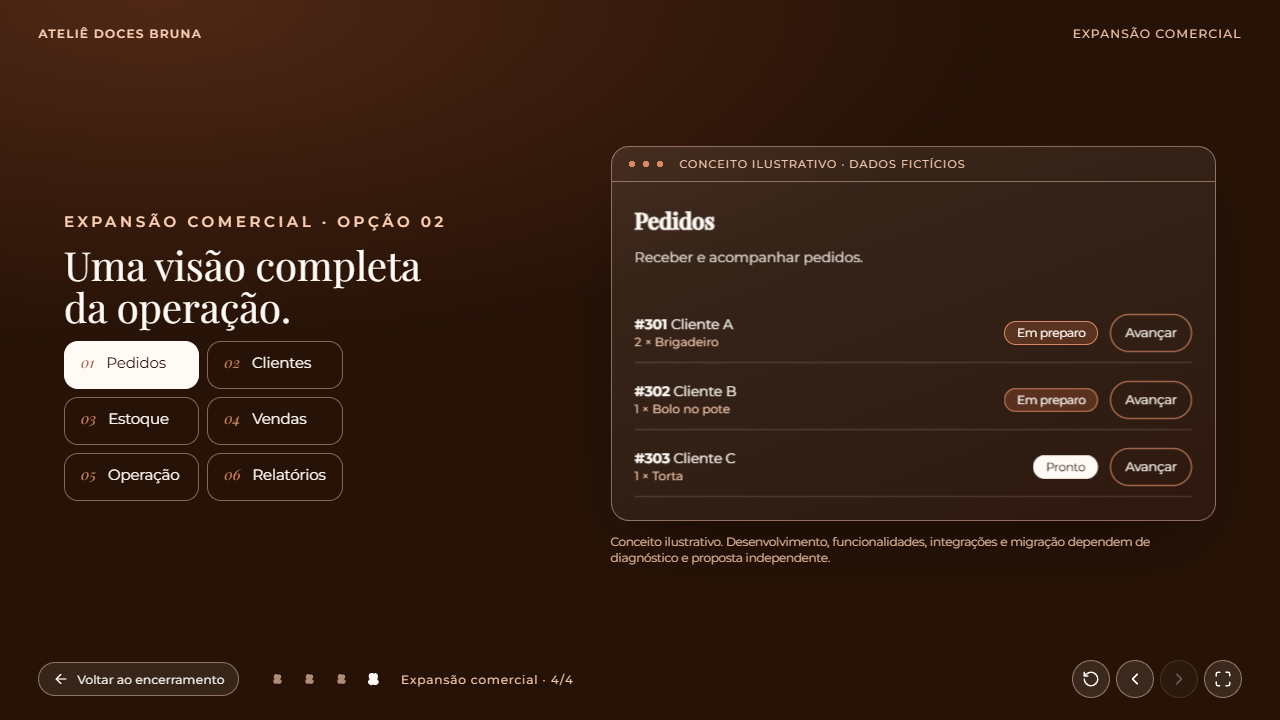 ATELIÊ DOCES BRUNA
EXPANSÃO COMERCIAL
EXPANSÃO COMERCIAL · OPÇÃO 02
Uma visão completa
da operação.
01 Pedidos
02 Clientes
03 Estoque
04 Vendas
05 Operação
06 Relatórios
CONCEITO ILUSTRATIVO · DADOS FICTÍCIOS
Pedidos
Receber e acompanhar pedidos.
#301 Cliente A
2 × Brigadeiro
Em preparo
Avançar
#302 Cliente B
1 × Bolo no pote
Em preparo
Avançar
#303 Cliente C
1 × Torta
Pronto
Avançar
Conceito ilustrativo. Desenvolvimento, funcionalidades, integrações e migração dependem de
diagnóstico e proposta independente.
Voltar ao encerramento
Expansão comercial · 4/4